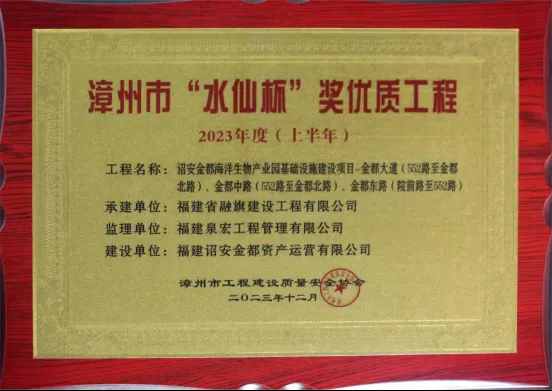 漳州市“水仙杯”奖优质工程
2023年度（上半年）
工程名称：诏安金都海洋生物产业园基础设施建设项目-金都大道（552路至金都
北路）、金都中路（552路至金都北路）、金都东路（院前路至552路）
承建单位：福建省融旗建设工程有限公司
监理单位：福建泉宏工程管理有限公司
建设单位：福建诏安金都资产运营有限公司
漳州市工程建设质量安全协会
二〇二三年十二月